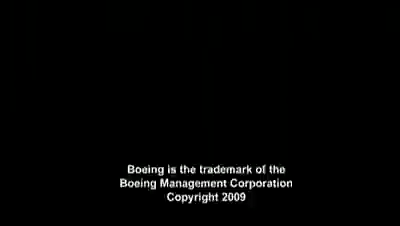 Boeing is the trademark of the
Boeing Management Corporation
Copyright 2009